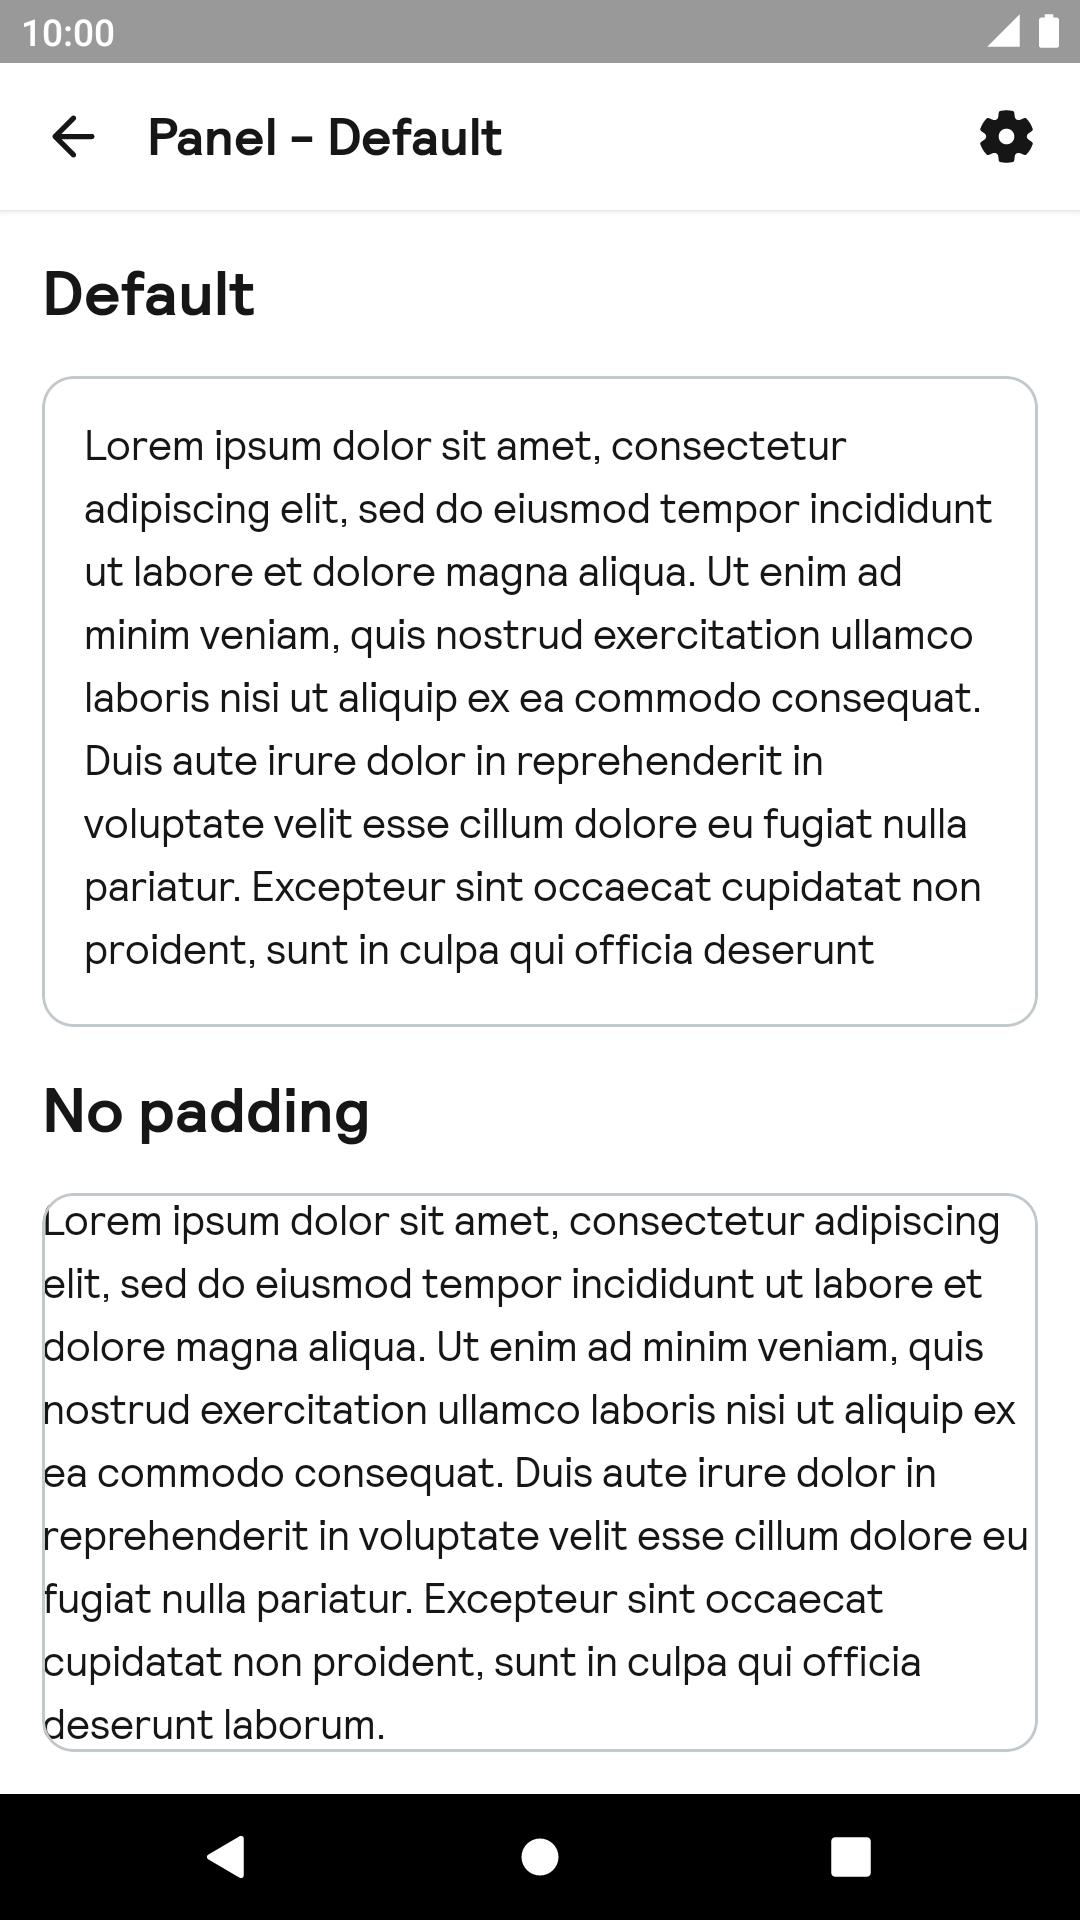 10:00
Panel - Default
Default
Lorem ipsum dolor sit amet, consectetur
adipiscing elit, sed do eiusmod tempor incididunt
ut labore et dolore magna aliqua. Ut enim ad
minim veniam, quis nostrud exercitation ullamco
laboris nisi ut aliquip ex ea commodo consequat.
Duis aute irure dolor in reprehenderit in
voluptate velit esse cillum dolore eu fugiat nulla
pariatur. Excepteur sint occaecat cupidatat non
proident, sunt in culpa qui officia deserunt
No padding
Lorem ipsum dolor sit amet, consectetur adipiscing
elit, sed do eiusmod tempor incididunt ut labore et
dolore magna aliqua. Ut enim ad minim veniam, quis
nostrud exercitation ullamco laboris nisi ut aliquip ex
ea commodo consequat. Duis aute irure dolor in
reprehenderit in voluptate velit esse cillum dolore eu
fugiat nulla pariatur. Excepteur sint occaecat
cupidatat non proident, sunt in culpa qui officia
deserunt laborum.